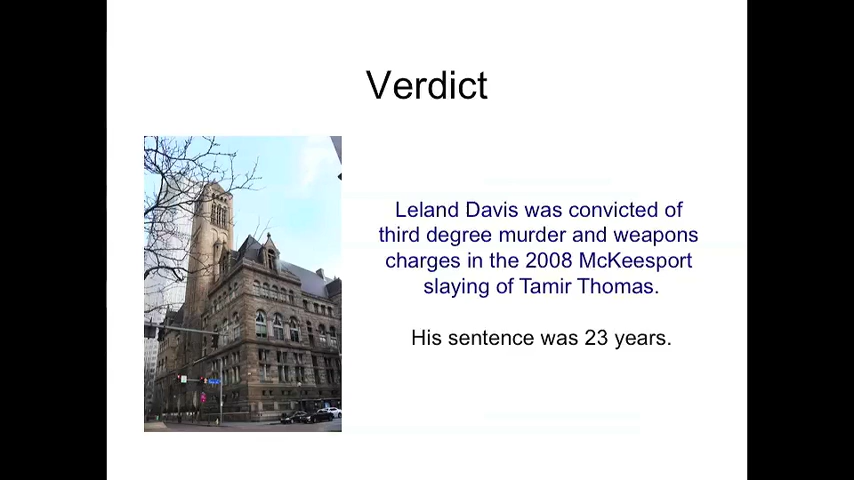 Verdict
Leland Davis was convicted of
third degree murder and weapons
charges in the 2008 McKeesport
slaying of Tamir Thomas.
His sentence was 23 years.